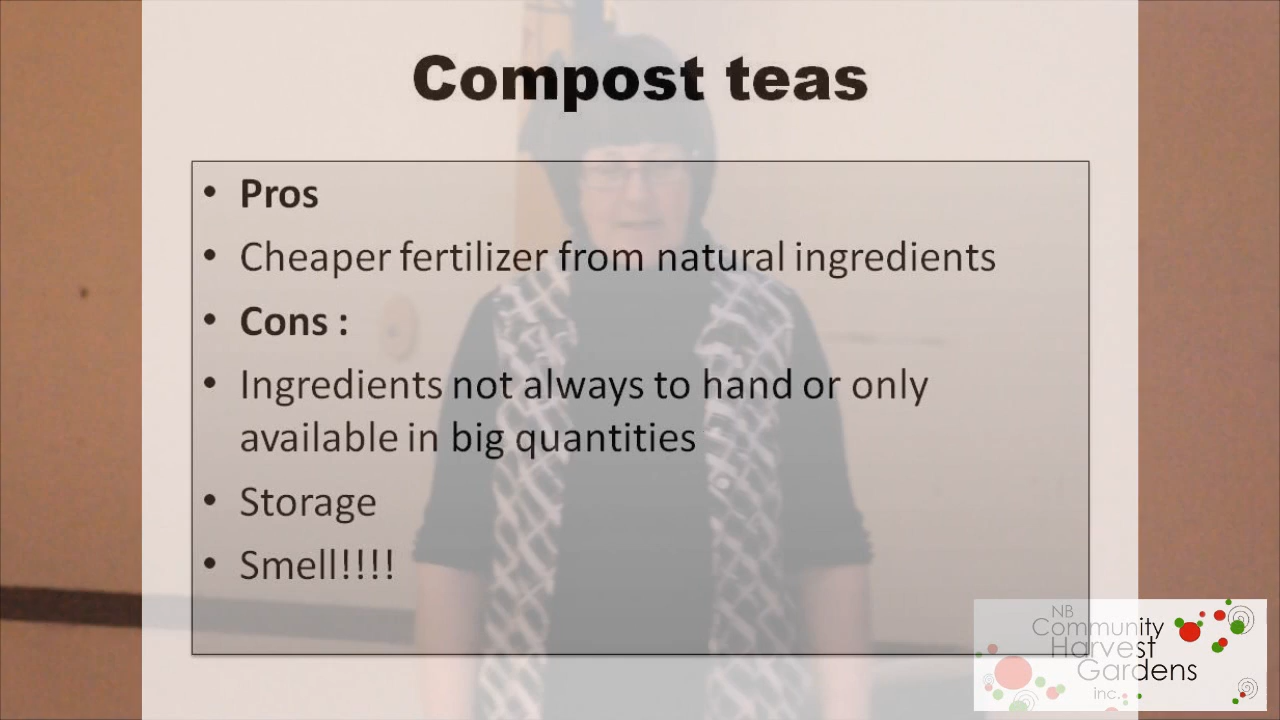 Compost teas
• Pros
• Cheaper fertilizer from natural ingredients
• Cons :
• Ingredients not always to hand or only
available in big quantities
• Storage
• Smell!!!!
NB
Community
Harvest
Gardens
inc.